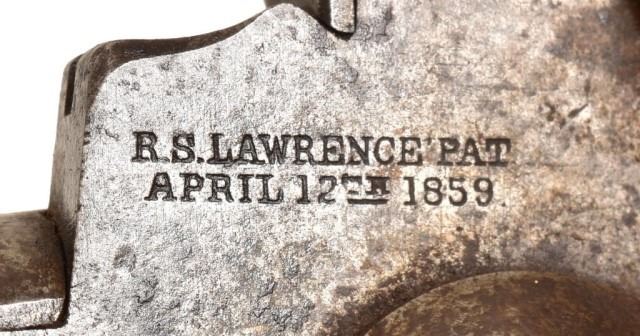 R.S. LAWRENCE PAT
APRIL 12TH 1859